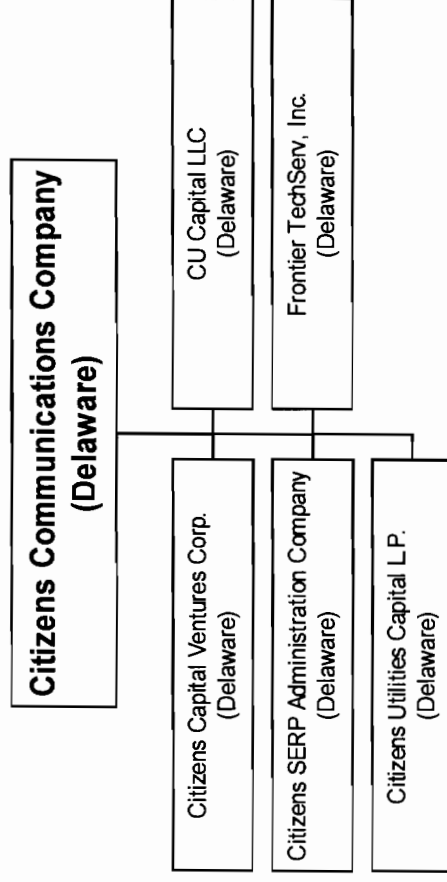 Citizens Communications Company
(Delaware)
Citizens Capital Ventures Corp.
(Delaware)
CU Capital LLC
(Delaware)
Citizens SERP Administration Company
(Delaware)
Frontier TechServ, Inc.
(Delaware)
Citizens Utilities Capital L.P.
(Delaware)